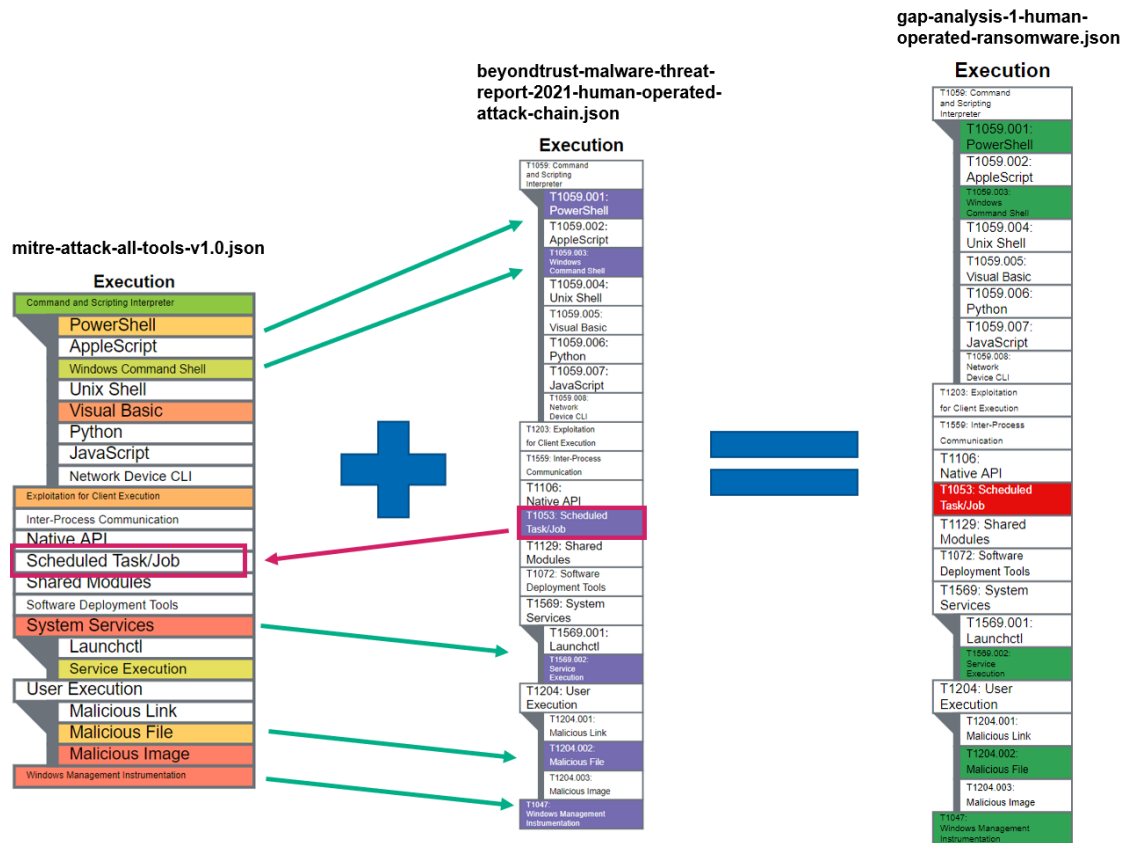 mitre-attack-all-tools-v1.0.json
Execution
Command and Scripting Interpreter
PowerShell
AppleScript
Windows Command Shell
Unix Shell
Visual Basic
Python
JavaScript
Network Device CLI
Exploitation for Client Execution
Inter-Process Communication
Native API
Scheduled Task/Job
Shared Modules
Software Deployment Tools
System Services
Launchctl
Service Execution
User Execution
Malicious Link
Malicious File
Malicious Image
Windows Management Instrumentation
beyondtrust-malware-threat-
report-2021-human-operated-
attack-chain.json
Execution
T1059: Command
and Scripting
Interpreter
T1059.001:
PowerShell
T1059.002:
AppleScript
T1059.003:
Windows
Command Shell
T1059.004:
Unix Shell
T1059.005:
Visual Basic
T1059.006:
Python
T1059.007:
JavaScript
T1059.008:
Network
Device CLI
T1203: Exploitation
for Client Execution
T1559: Inter-Process
Communication
T1106:
Native API
T1053: Scheduled
Task/Job
T1129: Shared
Modules
T1072: Software
Deployment Tools
T1569: System
Services
T1569.001:
Launchctl
T1569.002:
Service
Execution
T1204: User
Execution
T1204.001:
Malicious Link
T1204.002:
Malicious File
T1204.003:
Malicious Image
T1047:
Windows Management
Instrumentation
gap-analysis-1-human-
operated-ransomware.json
Execution
T1059: Command
and Scripting
Interpreter
T1059.001:
PowerShell
T1059.002:
AppleScript
T1059.003:
Windows
Command Shell
T1059.004:
Unix Shell
T1059.005:
Visual Basic
T1059.006:
Python
T1059.007:
JavaScript
T1059.008:
Network
Device CLI
T1203: Exploitation
for Client Execution
T1559: Inter-Process
Communication
T1106:
Native API
T1053: Scheduled
Task/Job
T1129: Shared
Modules
T1072: Software
Deployment Tools
T1569: System
Services
T1569.001:
Launchctl
T1569.002:
Service
Execution
T1204: User
Execution
T1204.001:
Malicious Link
T1204.002:
Malicious File
T1204.003:
Malicious Image
T1047:
Windows Management
Instrumentation